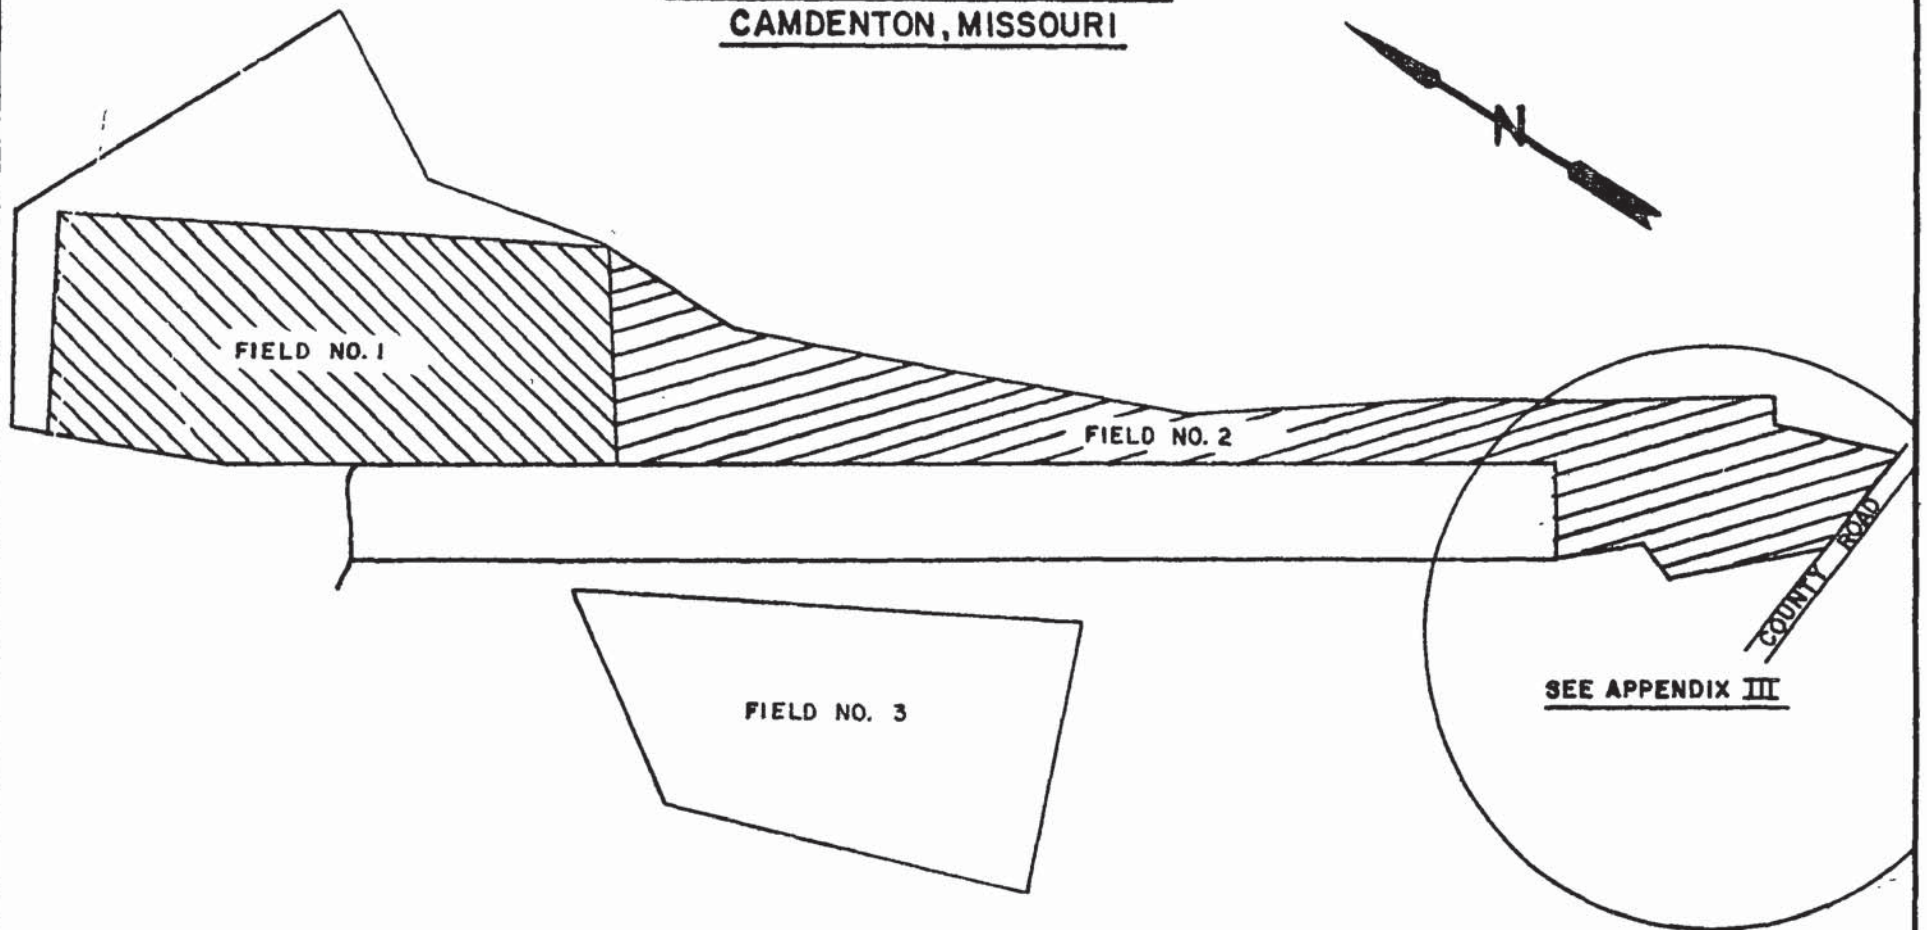 CAMDENTON, MISSOURI
N
FIELD NO. 1
FIELD NO. 2
COUNTY ROAD
SEE APPENDIX III
FIELD NO. 3